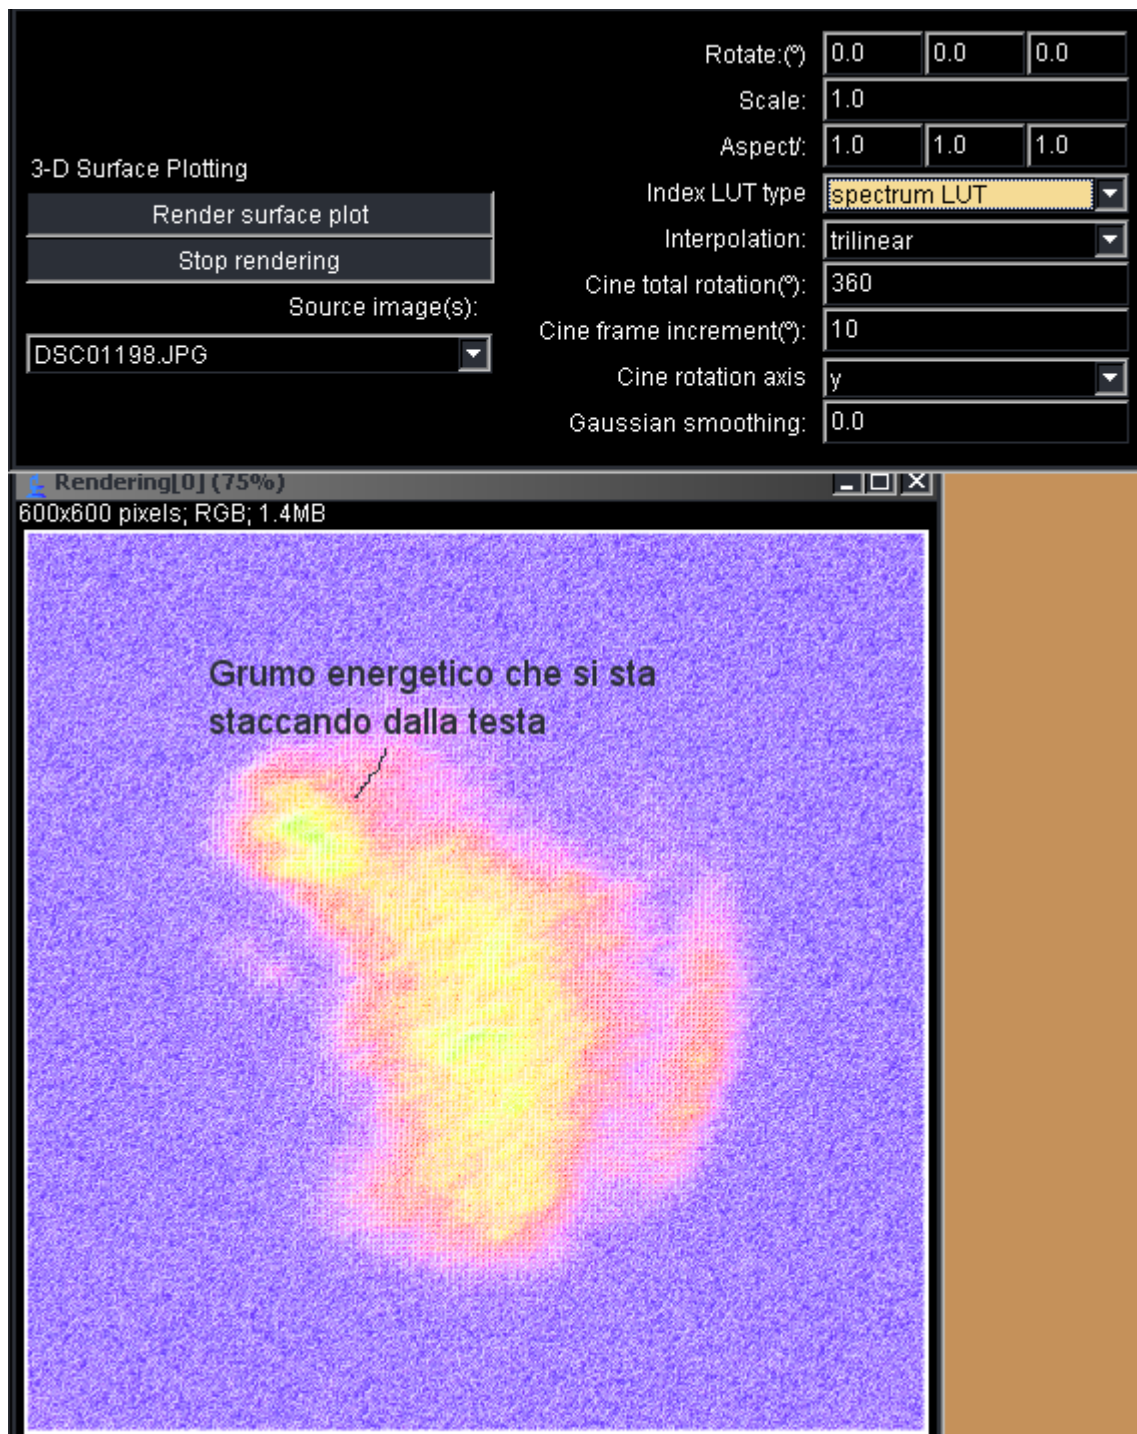 Rotate:(º) 0.0 0.0 0.0
Scale: 1.0
Aspect/: 1.0 1.0 1.0
3-D Surface Plotting
Index LUT type spectrum LUT
Render surface plot
Interpolation: trilinear
Stop rendering
Cine total rotation(º): 360
Source image(s):
Cine frame increment(º): 10
DSC01198.JPG
Cine rotation axis y
Gaussian smoothing: 0.0
Rendering[0] (75%)
600x600 pixels; RGB; 1.4MB
Grumo energetico che si sta
staccando dalla testa